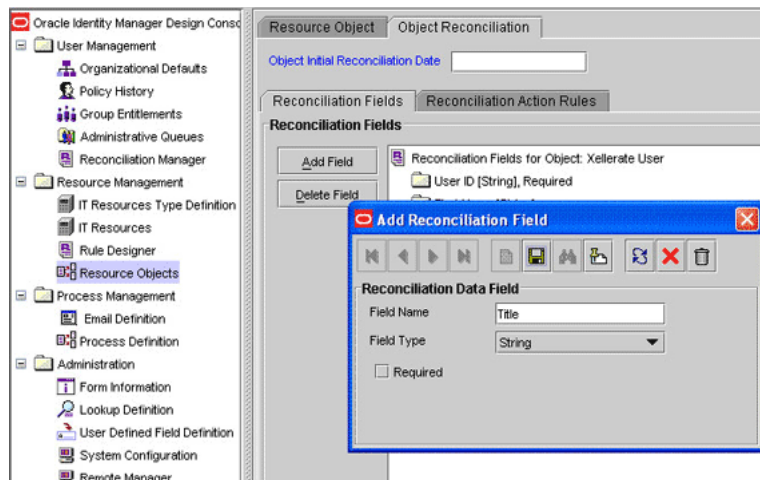 Oracle Identity Manager Design Consc
User Management
Organizational Defaults
Policy History
Group Entitlements
Administrative Queues
Reconciliation Manager
Resource Management
IT Resources Type Definition
IT Resources
Rule Designer
Resource Objects
Process Management
Email Definition
Process Definition
Administration
Form Information
Lookup Definition
User Defined Field Definition
System Configuration
Remote Manager
Resource Object
Object Reconciliation
Object Initial Reconciliation Date
Reconciliation Fields
Reconciliation Action Rules
Reconciliation Fields
Add Field
Delete Field
Reconciliation Fields for Object: Xellerate User
User ID [String], Required
Add Reconciliation Field
Reconciliation Data Field
Field Name
Title
Field Type
String
Required